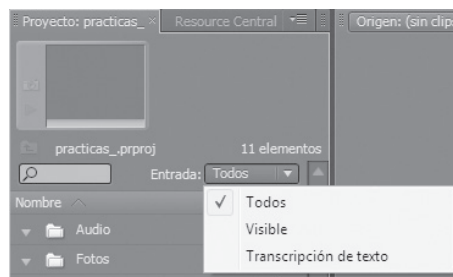 Proyecto: practicas_ × Resource Central Origen: (sin clip
practicas_.prproj 11 elementos
Entrada: Todos
Nombre
Todos
Audio
Visible
Fotos
Transcripción de texto